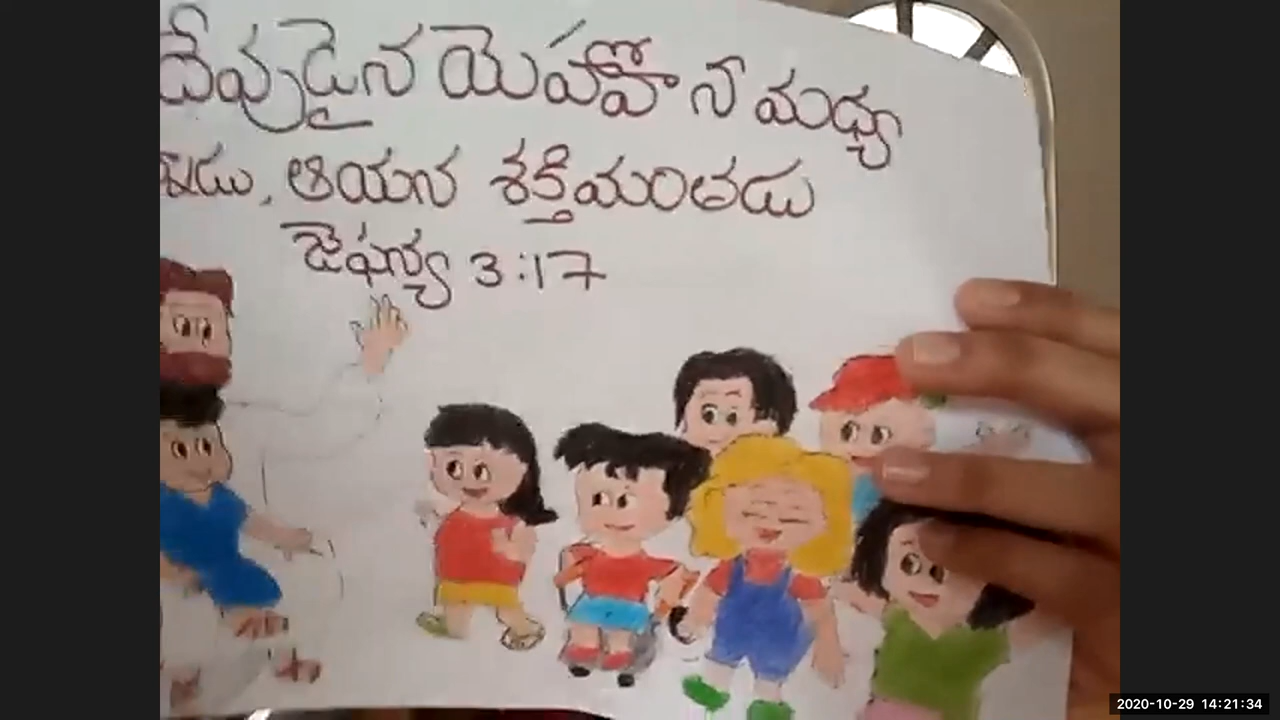 దేవుడైన యెహోవా నీ మధ్య
ఆయన శక్తిమంతుడు
జెఫన్య 3:17
2020-10-29 14:21:34